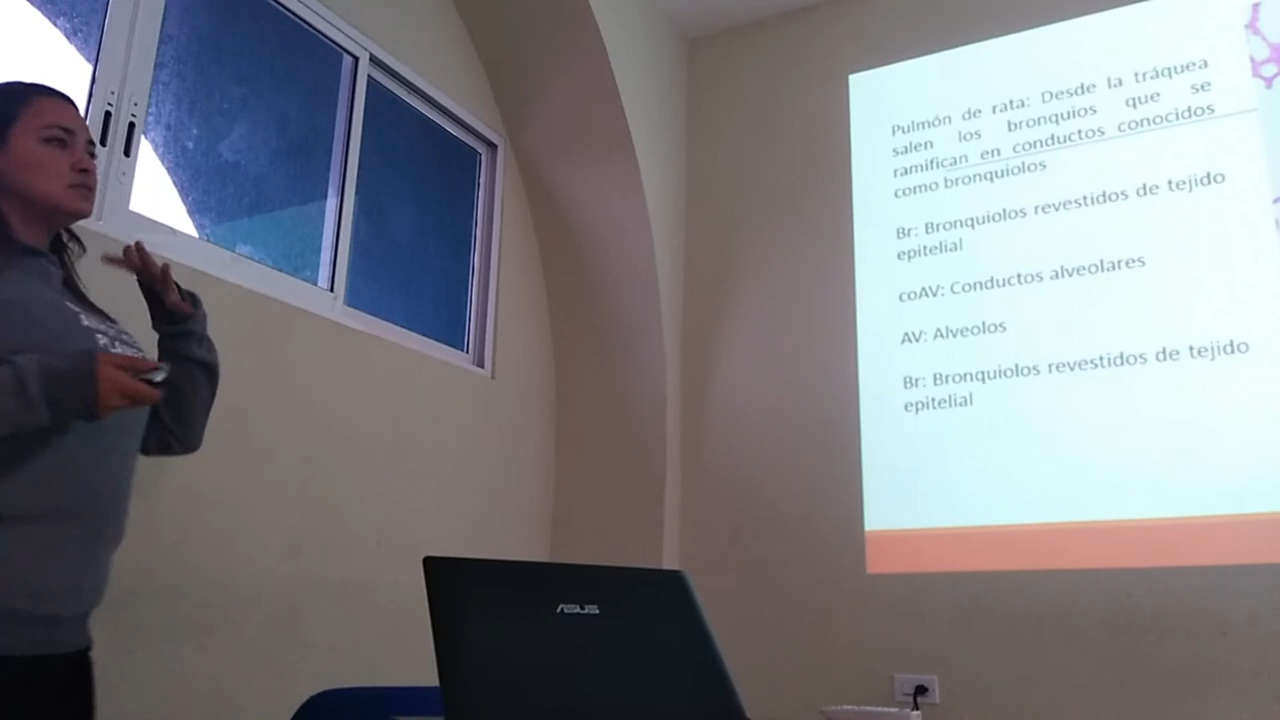 Pulmón de rata: Desde la tráquea
salen los bronquios que se
ramifican en conductos conocidos
como bronquiolos
Br: Bronquiolos revestidos de tejido
epitelial
coAV: Conductos alveolares
AV: Alveolos
Br: Bronquiolos revestidos de tejido
epitelial
ASUS